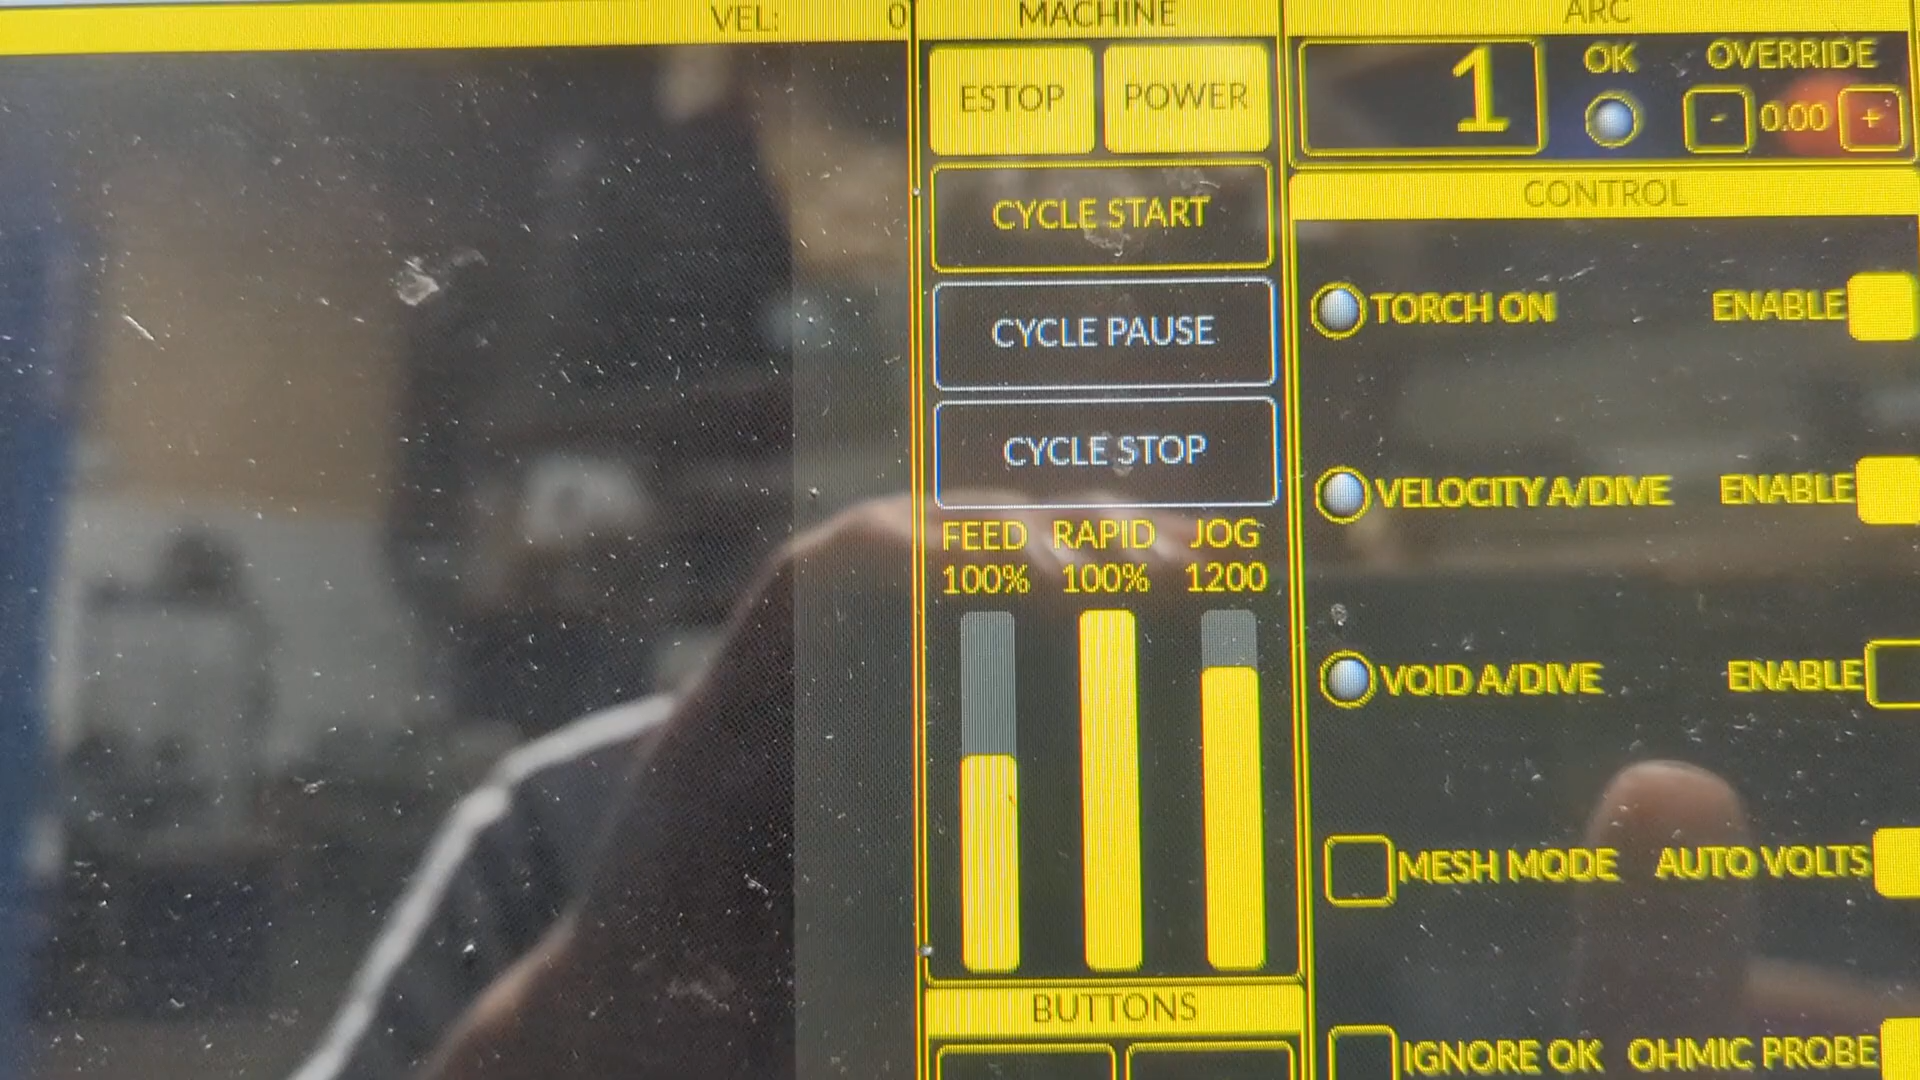 VEL: 0
MACHINE
ESTOP POWER
CYCLE START
CYCLE PAUSE
CYCLE STOP
FEED RAPID JOG
100% 100% 1200
BUTTONS
ARC
1 OK OVERRIDE
- 0.00 +
CONTROL
TORCH ON ENABLE
VELOCITY A/DIVE ENABLE
VOID A/DIVE ENABLE
MESH MODE AUTO VOLTS
IGNORE OK OHMIC PROBE